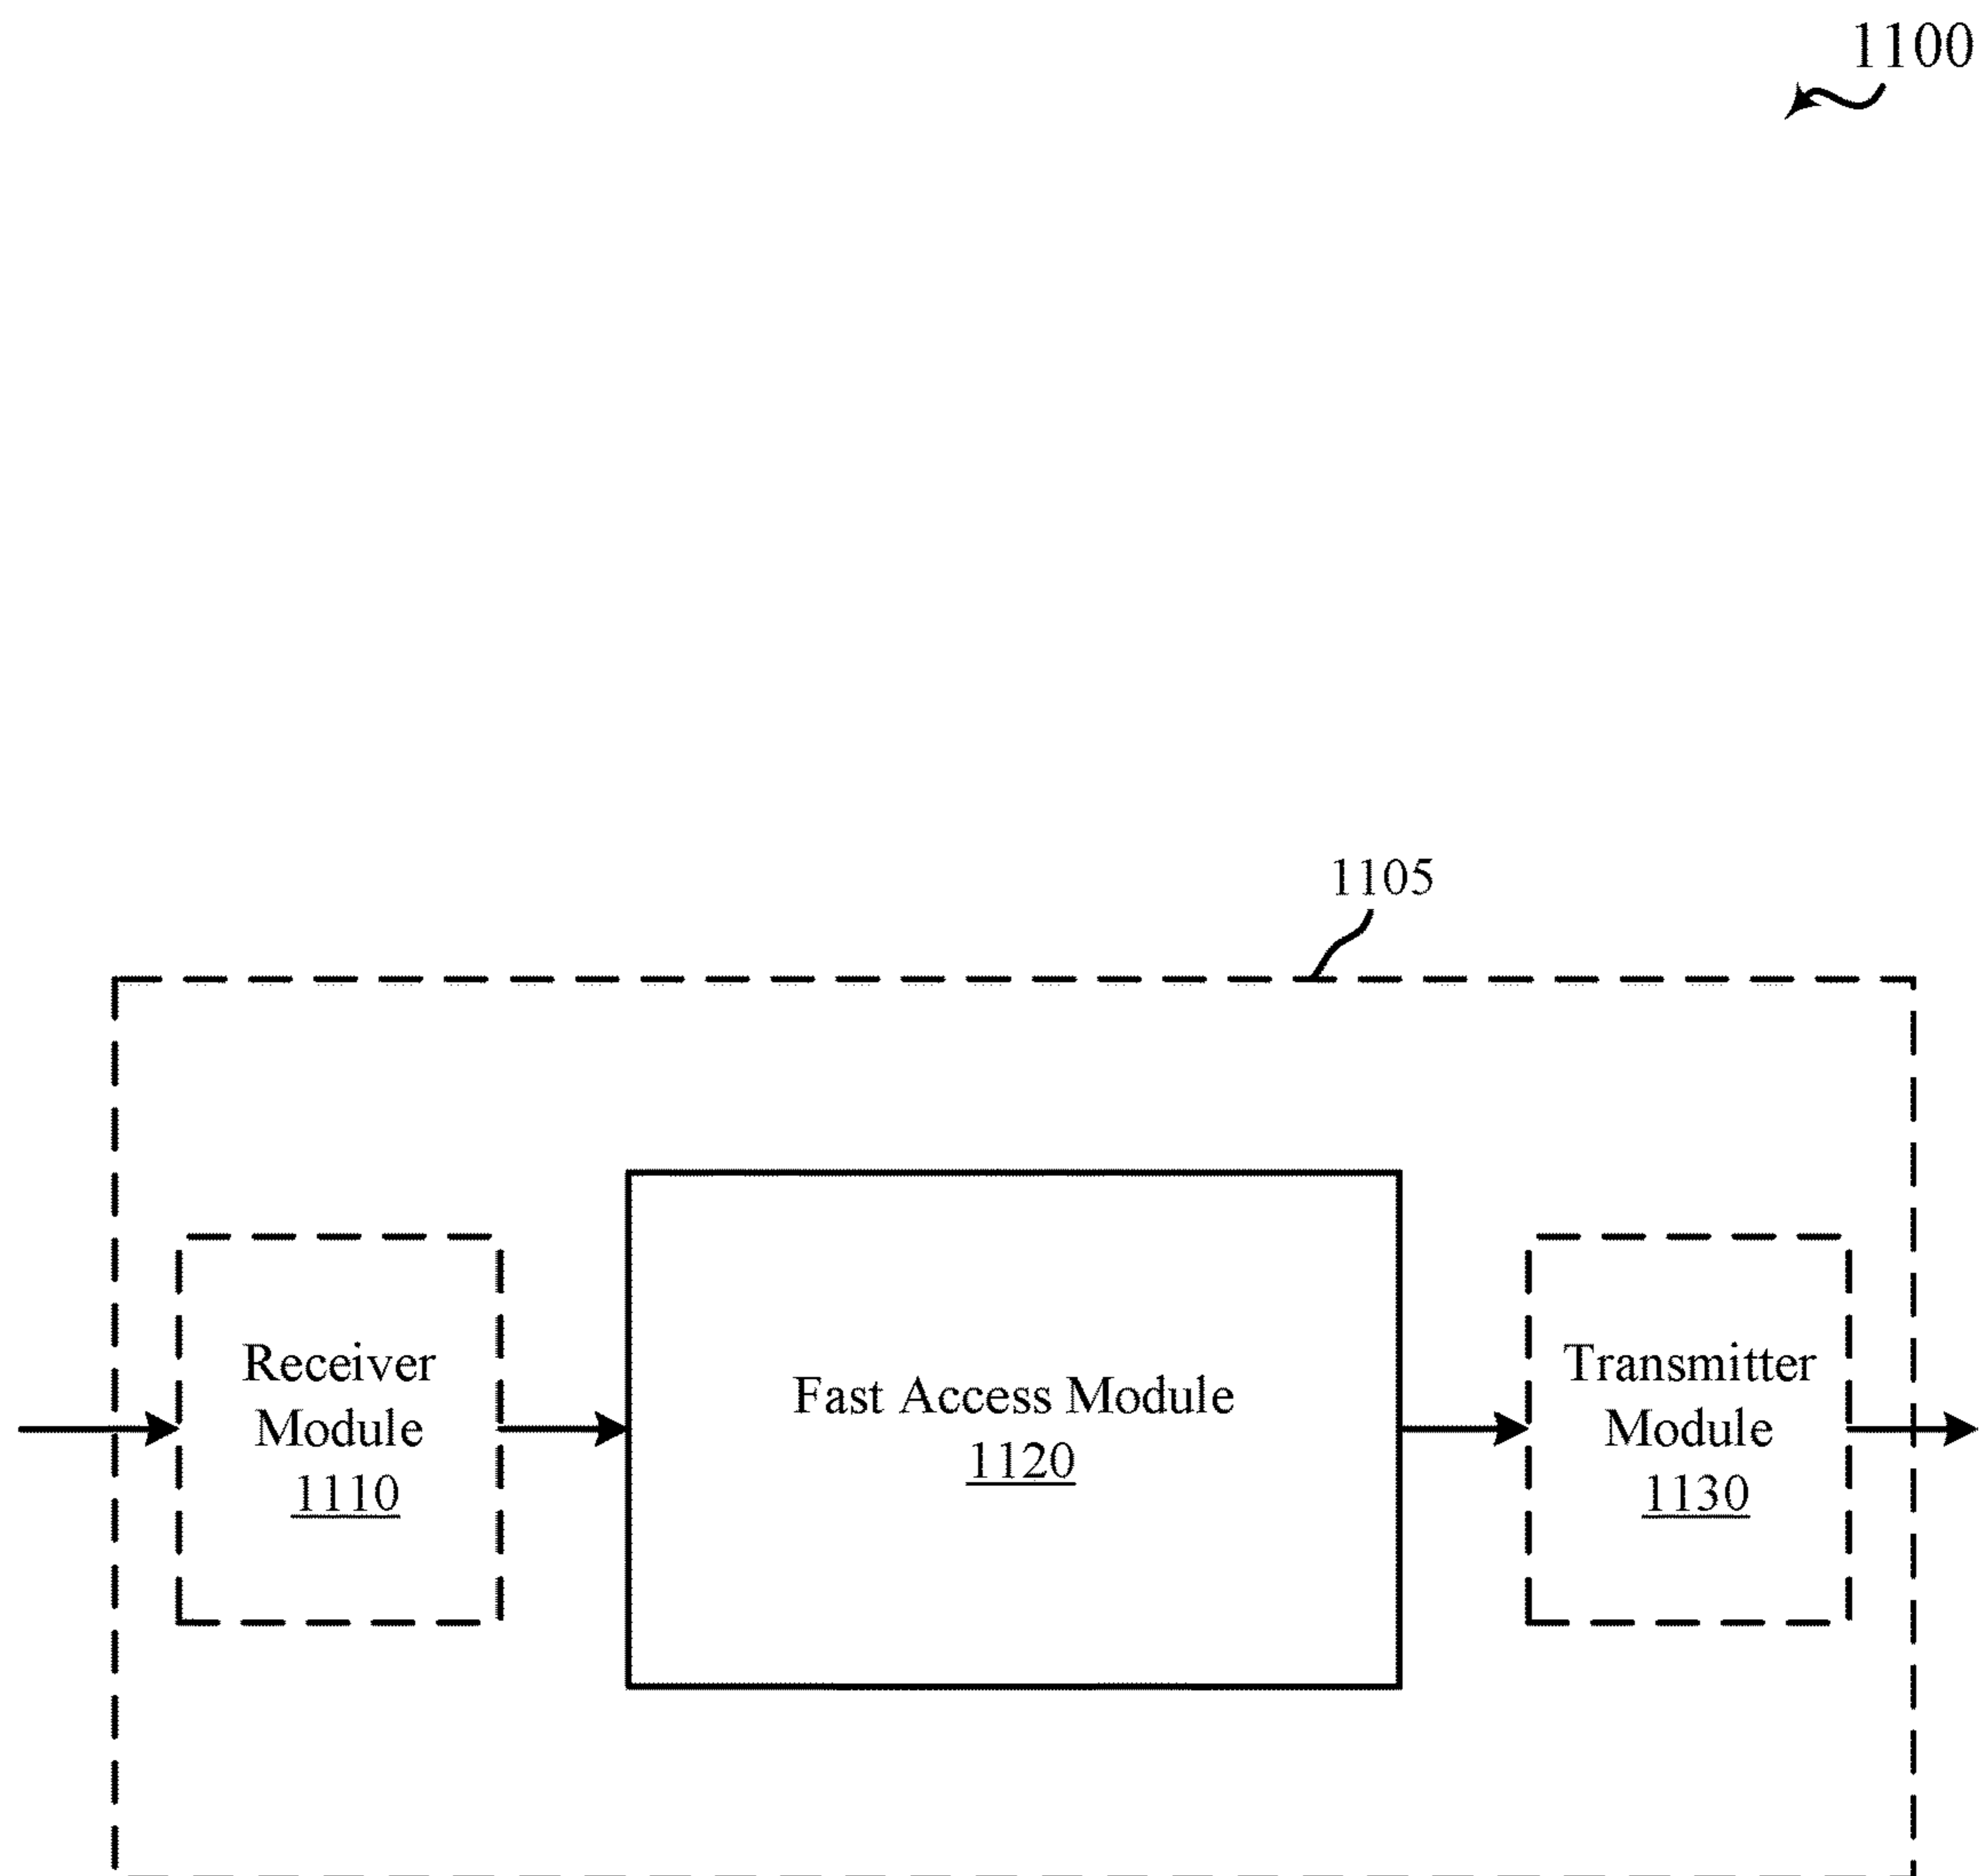 1100
1105
Receiver
Module
1110
Fast Access Module
1120
Transmitter
Module
1130